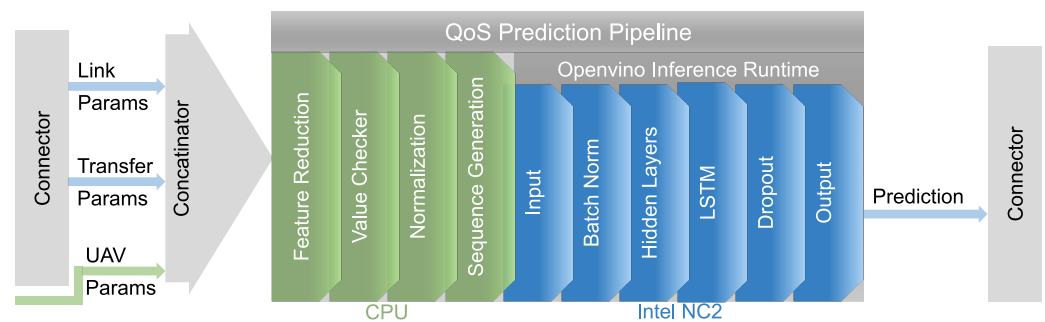 Connector
Link
Params
Transfer
Params
UAV
Params
Concatinator
QoS Prediction Pipeline
Openvino Inference Runtime
Feature Reduction
Value Checker
Normalization
Sequence Generation
Input
Batch Norm
Hidden Layers
LSTM
Dropout
Output
CPU
Intel NC2
Prediction
Connector